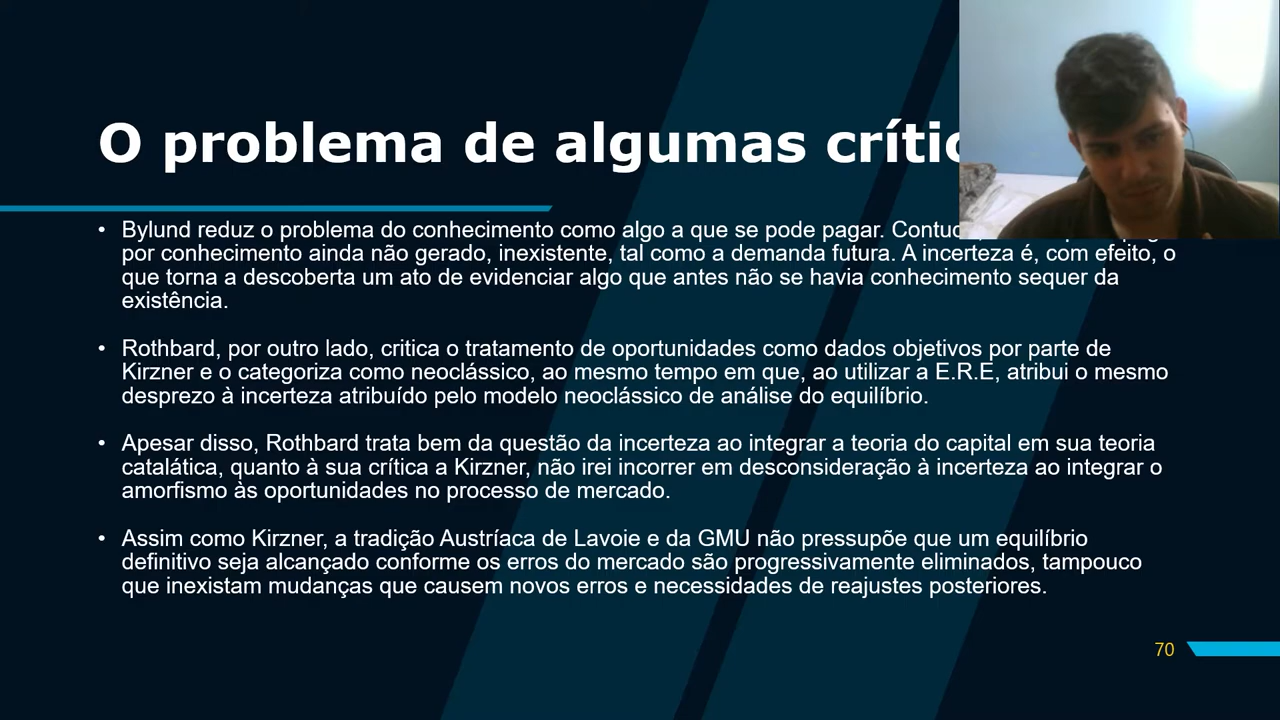 O problema de algumas
• Bylund reduz o problema do conhecimento como algo a que se pode pagar.
por conhecimento ainda não gerado, inexistente, tal como a demanda futura. A incerteza é, com efeito, o
que torna a descoberta um ato de evidenciar algo que antes não se havia conhecimento sequer da
existência.
• Rothbard, por outro lado, critica o tratamento de oportunidades como dados objetivos por parte de
Kirzner e o categoriza como neoclássico, ao mesmo tempo em que, ao utilizar a E.R.E, atribui o mesmo
desprezo à incerteza atribuído pelo modelo neoclássico de análise do equilíbrio.
• Apesar disso, Rothbard trata bem da questão da incerteza ao integrar a teoria do capital em sua teoria
catalática, quanto à sua crítica a Kirzner, não irei incorrer em desconsideração à incerteza ao integrar o
amorfismo às oportunidades no processo de mercado.
• Assim como Kirzner, a tradição Austríaca de Lavoie e da GMU não pressupõe que um equilíbrio
definitivo seja alcançado conforme os erros do mercado são progressivamente eliminados, tampouco
que inexistam mudanças que causem novos erros e necessidades de reajustes posteriores.
70